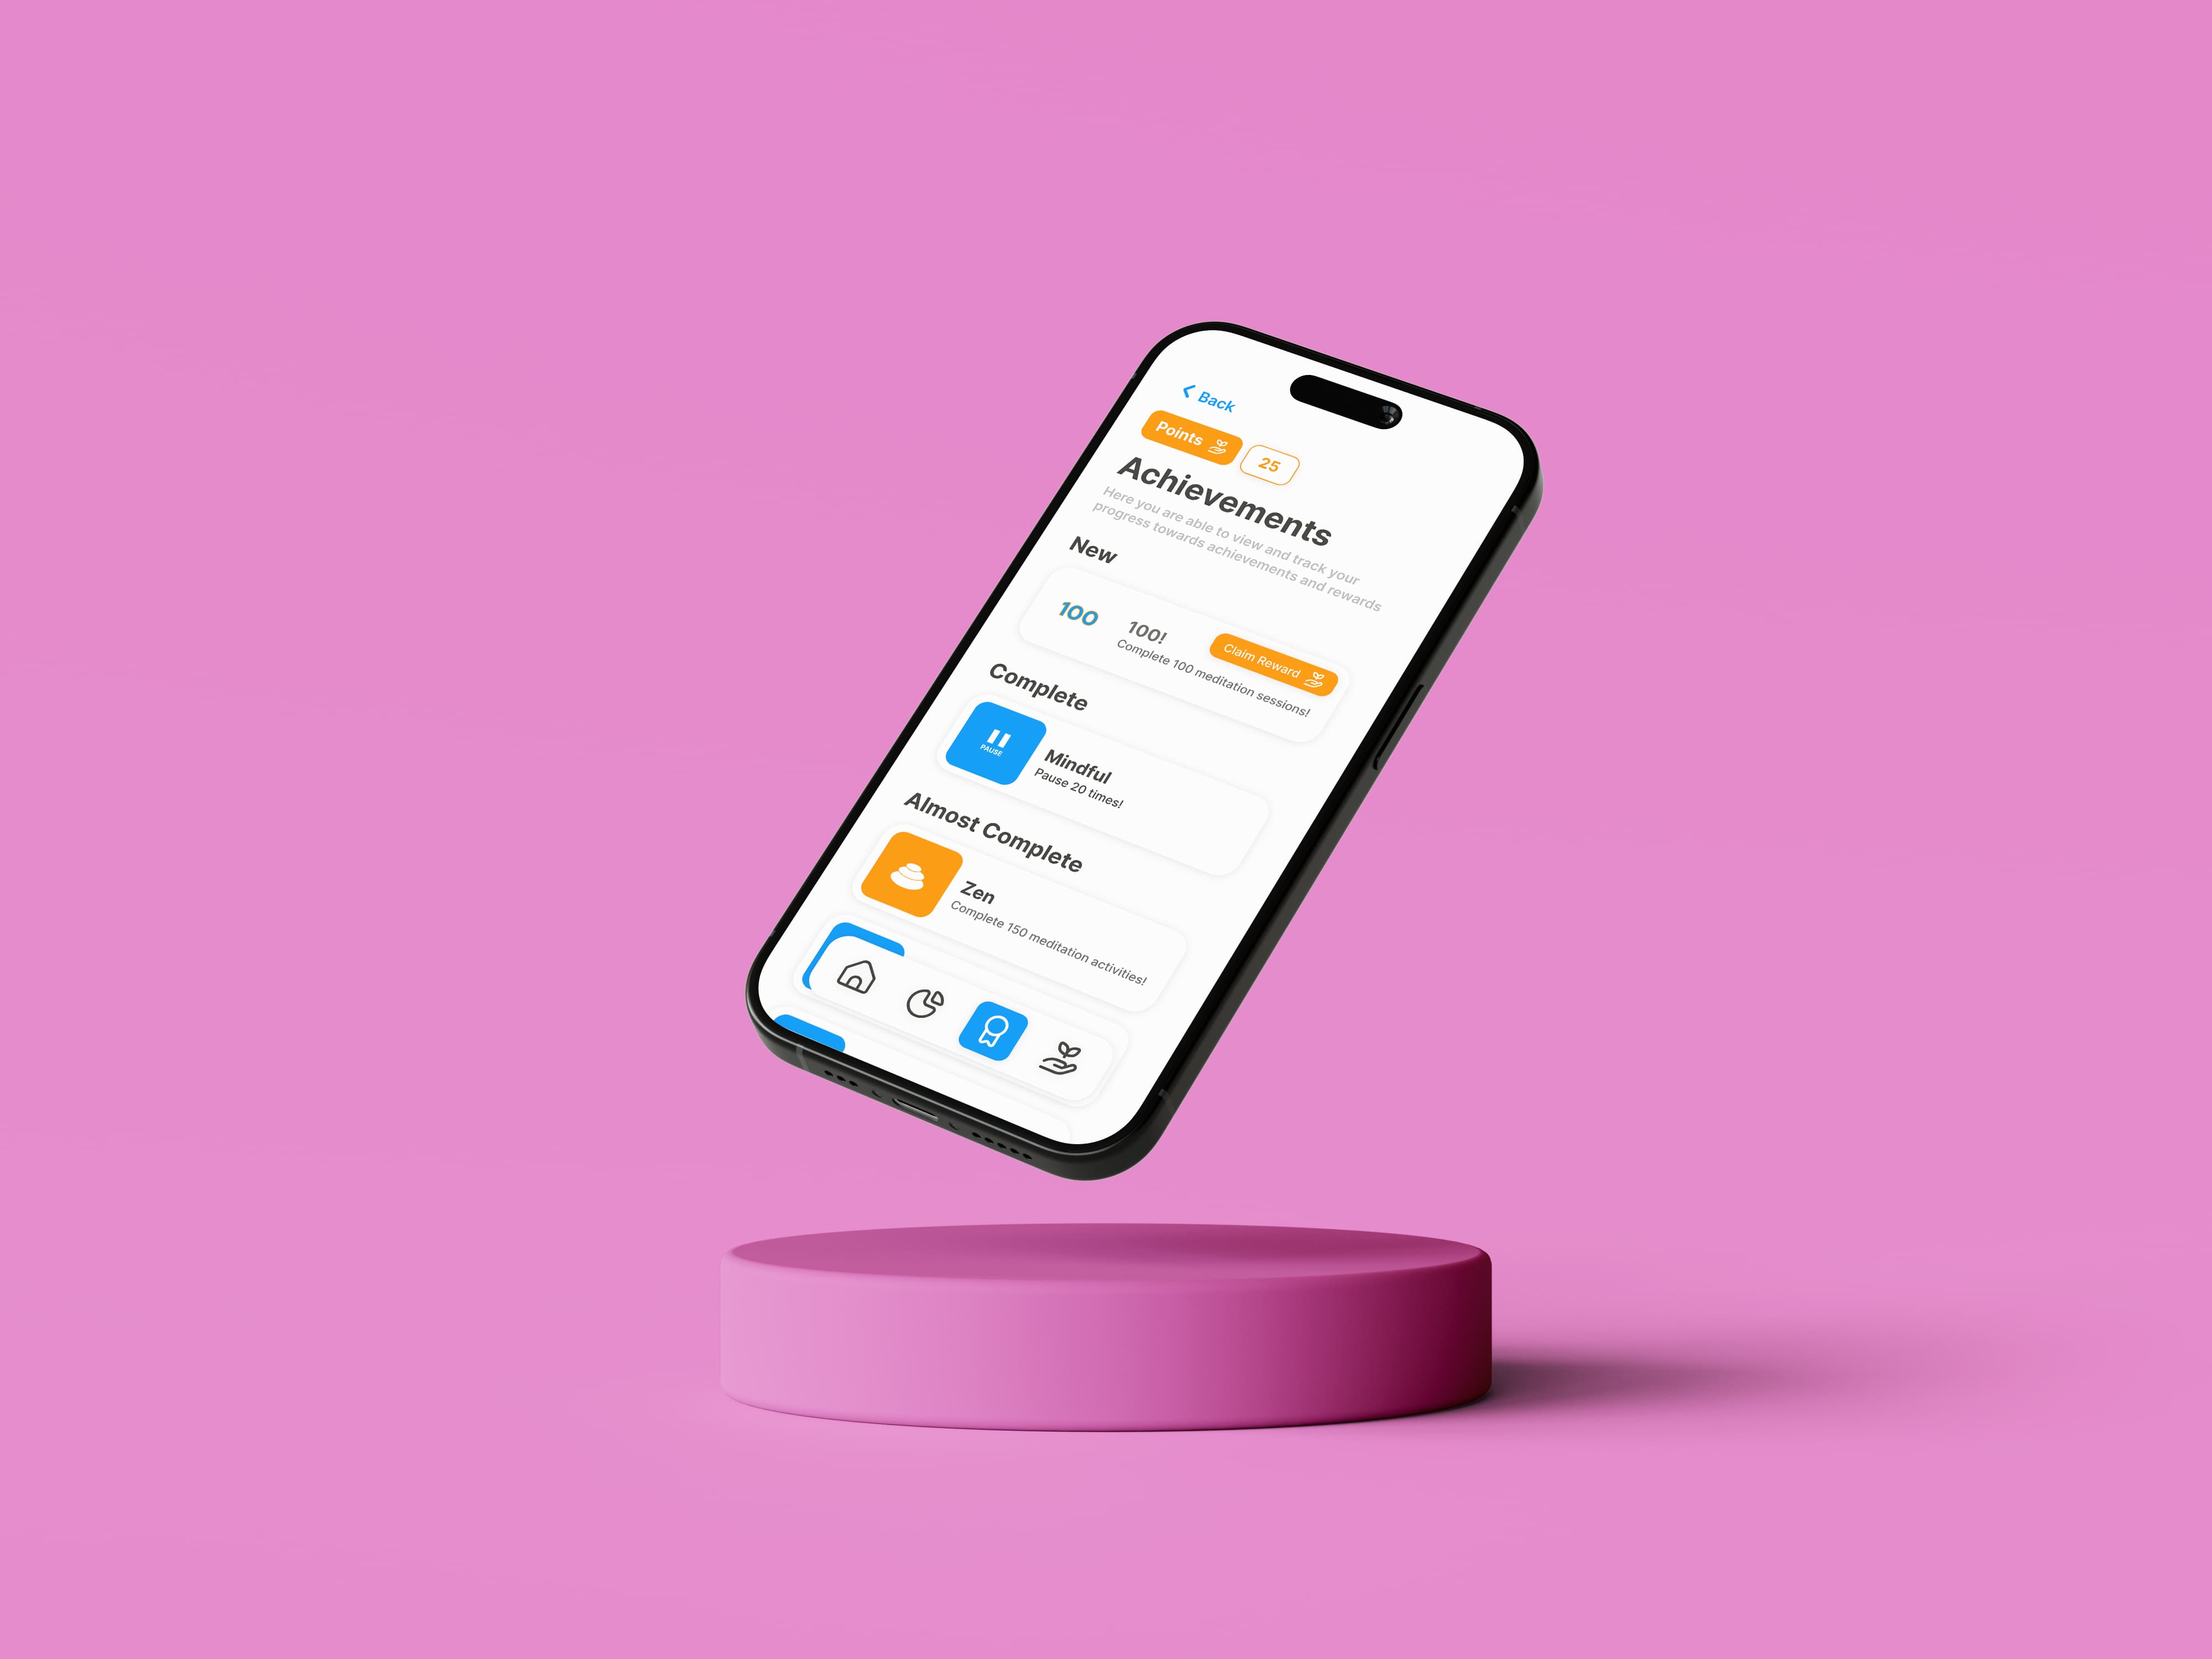 Back
Points 25
Achievements
Here you are able to view and track your
progress towards achievements and rewards
New
100
100!
Claim Reward
Complete 100 meditation sessions!
Complete
PAUSE
Mindful
Pause 20 times!
Almost Complete
Zen
Complete 150 meditation activities!